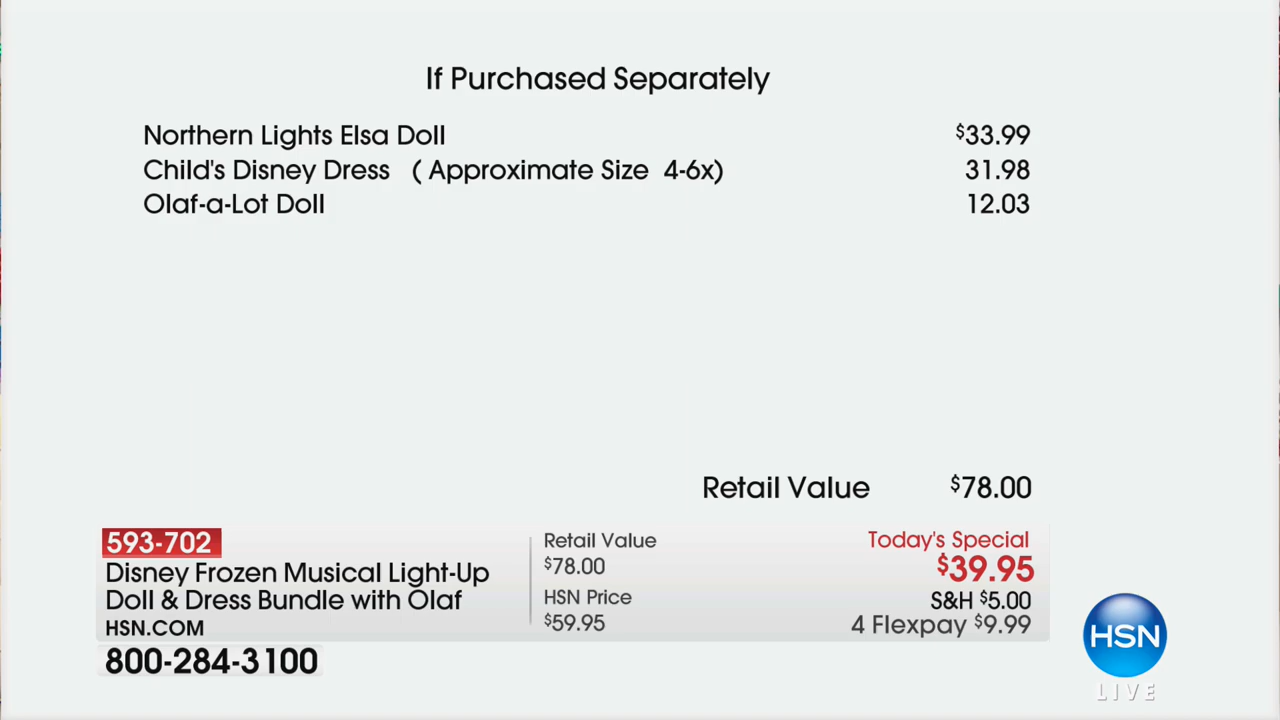 If Purchased Separately
Northern Lights Elsa Doll $33.99
Child's Disney Dress ( Approximate Size 4-6x) 31.98
Olaf-a-Lot Doll 12.03
Retail Value $78.00
593-702
Disney Frozen Musical Light-Up
Doll & Dress Bundle with Olaf
HSN.COM
800-284-3100
Retail Value
$78.00
HSN Price
$59.95
Today's Special
$39.95
S&H $5.00
4 Flexpay $9.99
HSN
LIVE